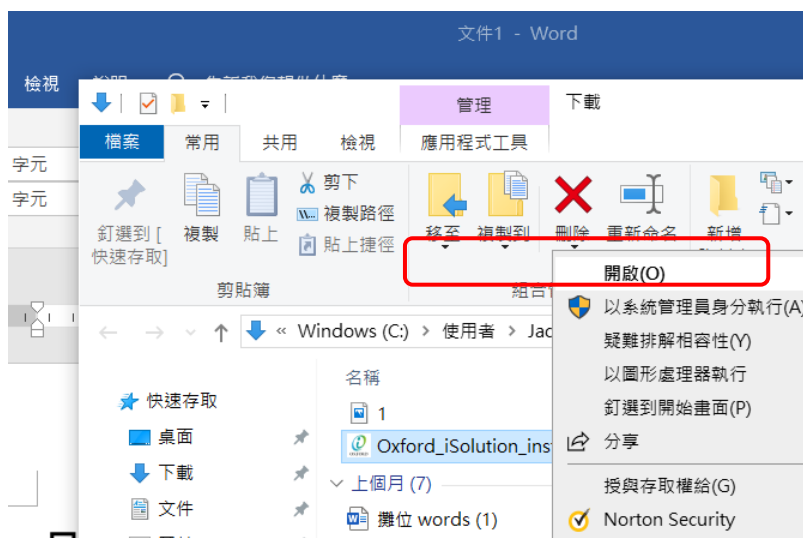 文件1 - Word
檢視
管理
下載
檔案 常用 共用 檢視 應用程式工具
字元
字元
剪下
複製路徑
貼上捷徑
釘選到 [
快速存取]
複製
貼上
移至
複製到
刪除
重新命名
新增
剪貼簿
組合
« Windows (C:) › 使用者 › Jac
名稱
快速存取
桌面
下載
文件
1
Oxford_iSolution_ins
上個月 (7)
攤位 words (1)
開啟(O)
以系統管理員身分執行(A)
疑難排解相容性(Y)
以圖形處理器執行
釘選到開始畫面(P)
分享
授與存取權給(G)
Norton Security